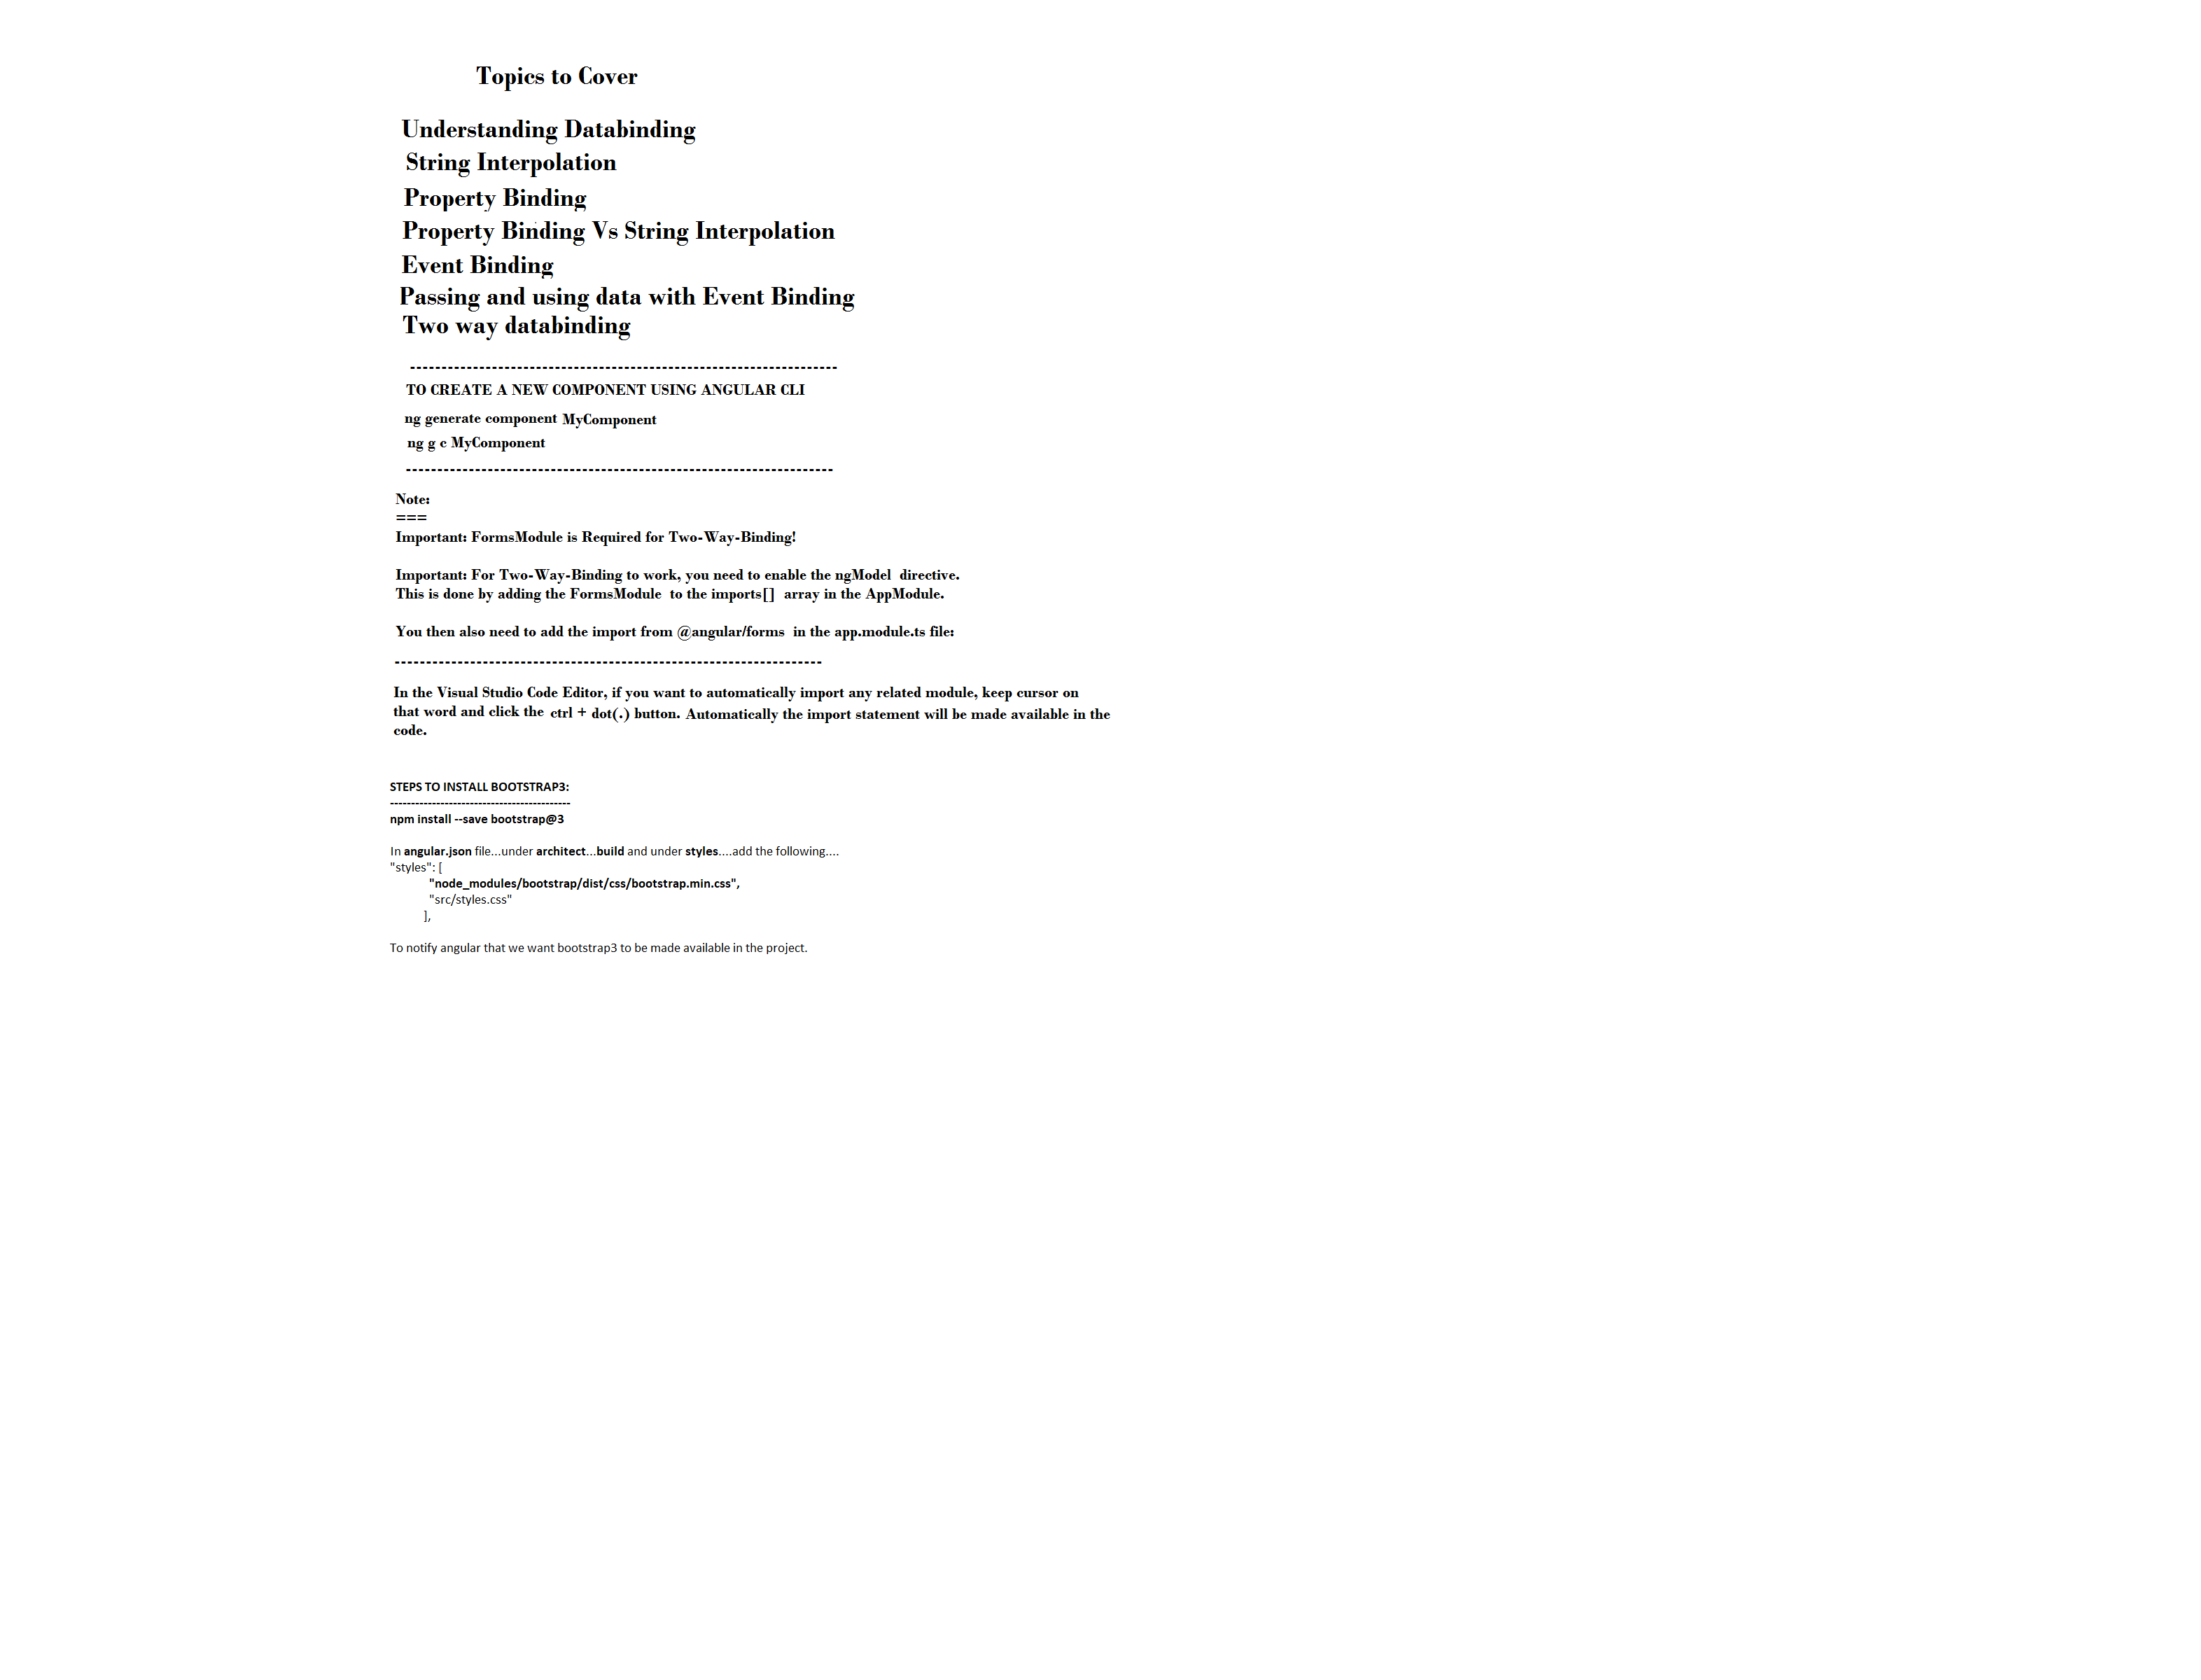 Topics to Cover
Understanding Databinding
String Interpolation
Property Binding
Property Binding Vs String Interpolation
Event Binding
Passing and using data with Event Binding
Two way databinding
--------------------------------------------------------------------
TO CREATE A NEW COMPONENT USING ANGULAR CLI
ng generate component MyComponent
ng g c MyComponent
--------------------------------------------------------------------
Note:
===
Important: FormsModule is Required for Two-Way-Binding!
Important: For Two-Way-Binding to work, you need to enable the ngModel  directive.
This is done by adding the FormsModule  to the imports[]  array in the AppModule.
You then also need to add the import from @angular/forms  in the app.module.ts file:
--------------------------------------------------------------------
In the Visual Studio Code Editor, if you want to automatically import any related module, keep cursor on
that word and click the ctrl + dot(.) button. Automatically the import statement will be made available in the
code.
STEPS TO INSTALL BOOTSTRAP3:
-------------------------------------------
npm install --save bootstrap@3
In angular.json file...under architect...build and under styles....add the following....
"styles": [
"node_modules/bootstrap/dist/css/bootstrap.min.css",
"src/styles.css"
],
To notify angular that we want bootstrap3 to be made available in the project.